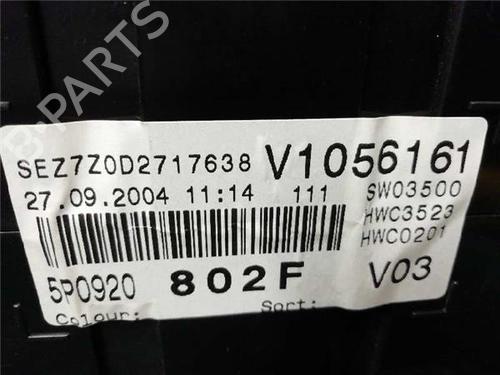 B-PARTS
SEZ7Z0D2717638 V1056161
27.09.2004 11:14 111 SW03500
HWC3523
HWC0201
5P0920 802F V03
Colour: Sort: